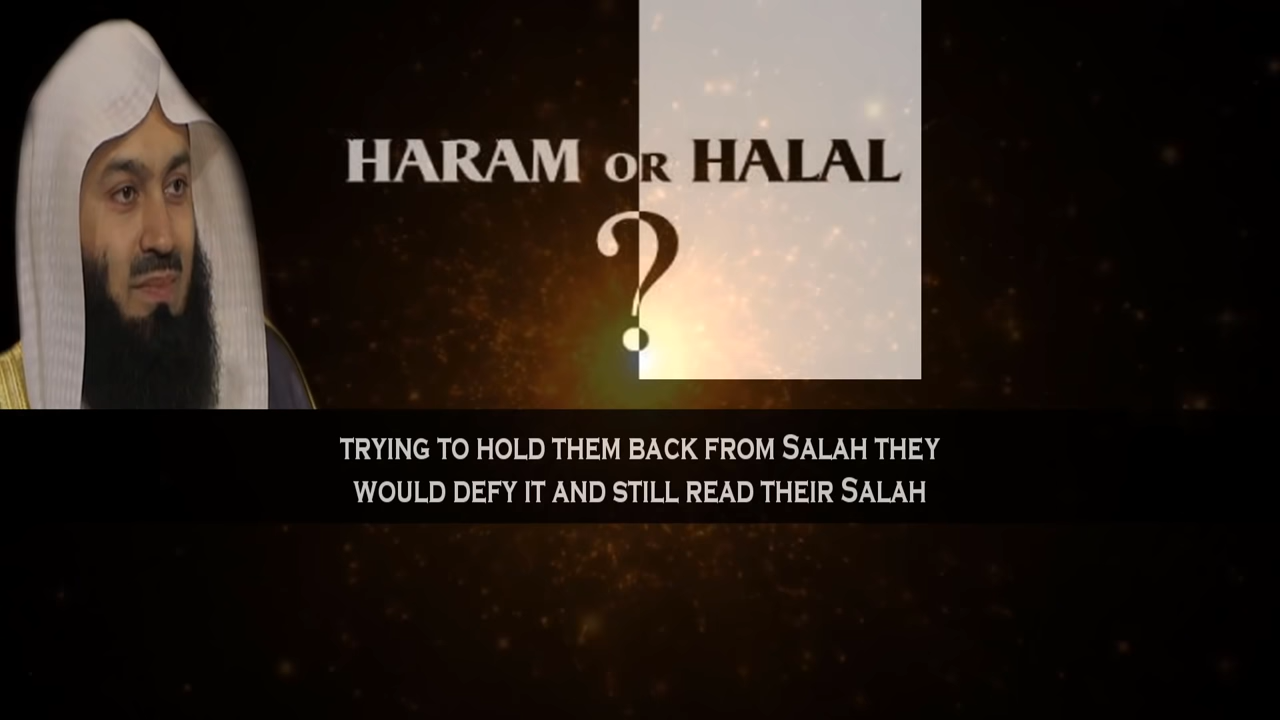 HARAM OR HALAL
?
TRYING TO HOLD THEM BACK FROM SALAH THEY
WOULD DEFY IT AND STILL READ THEIR SALAH